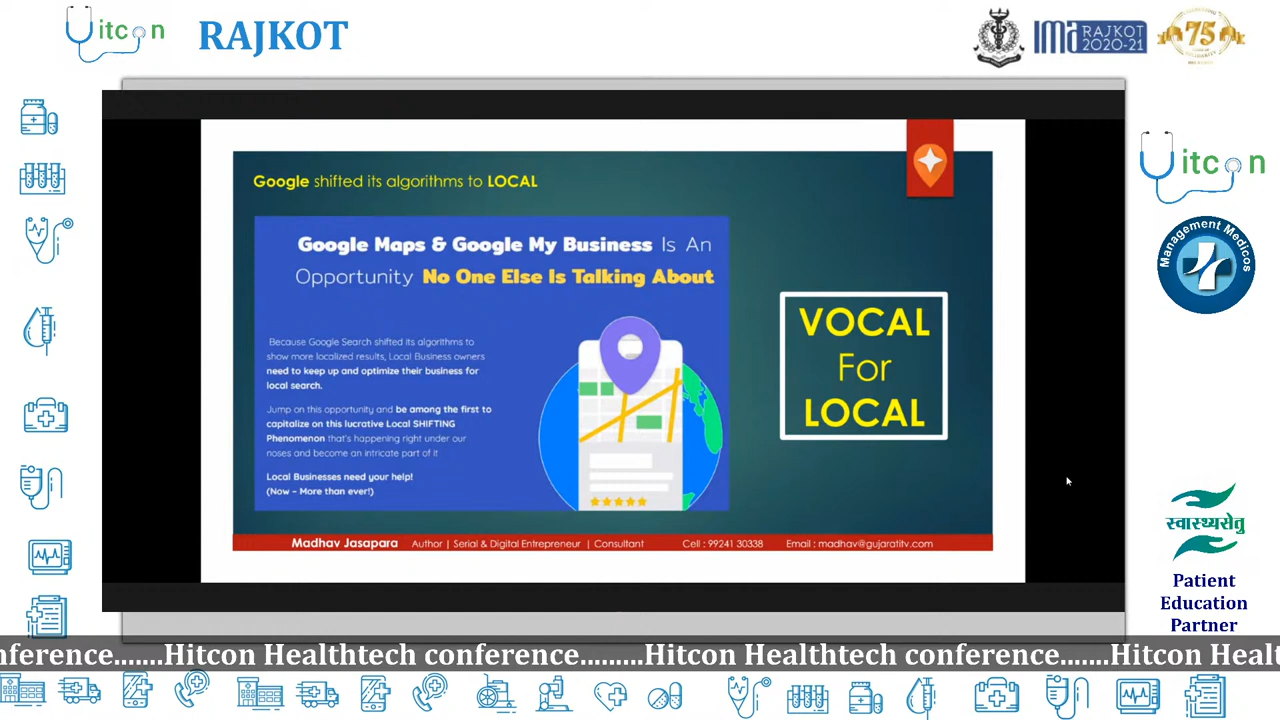 itcon
RAJKOT
IMA RAJKOT
2020-21
75
Google shifted its algorithms to LOCAL
Google Maps & Google My Business Is An
Opportunity No One Else Is Talking About
Because Google Search shifted its algorithms to
show more localized results, Local Business owners
need to keep up and optimize their business for
local search.
Jump on this opportunity and be among the first to
capitalize on this lucrative Local SHIFTING
Phenomenon that's happening right under our
noses and become an intricate part of it
Local Businesses need your help!
(Now – More than ever!)
VOCAL
For
LOCAL
Madhav Jasapara Author | Serial & Digital Entrepreneur | Consultant Cell : 99241 30338 Email : madhav@gujaratitv.com
itcon
Management Medicos
स्वास्थ्यसेतु
Patient
Education
Partner
nference.......Hitcon Healthtech conference.........Hitcon Healthtech conference.......Hitcon Healt